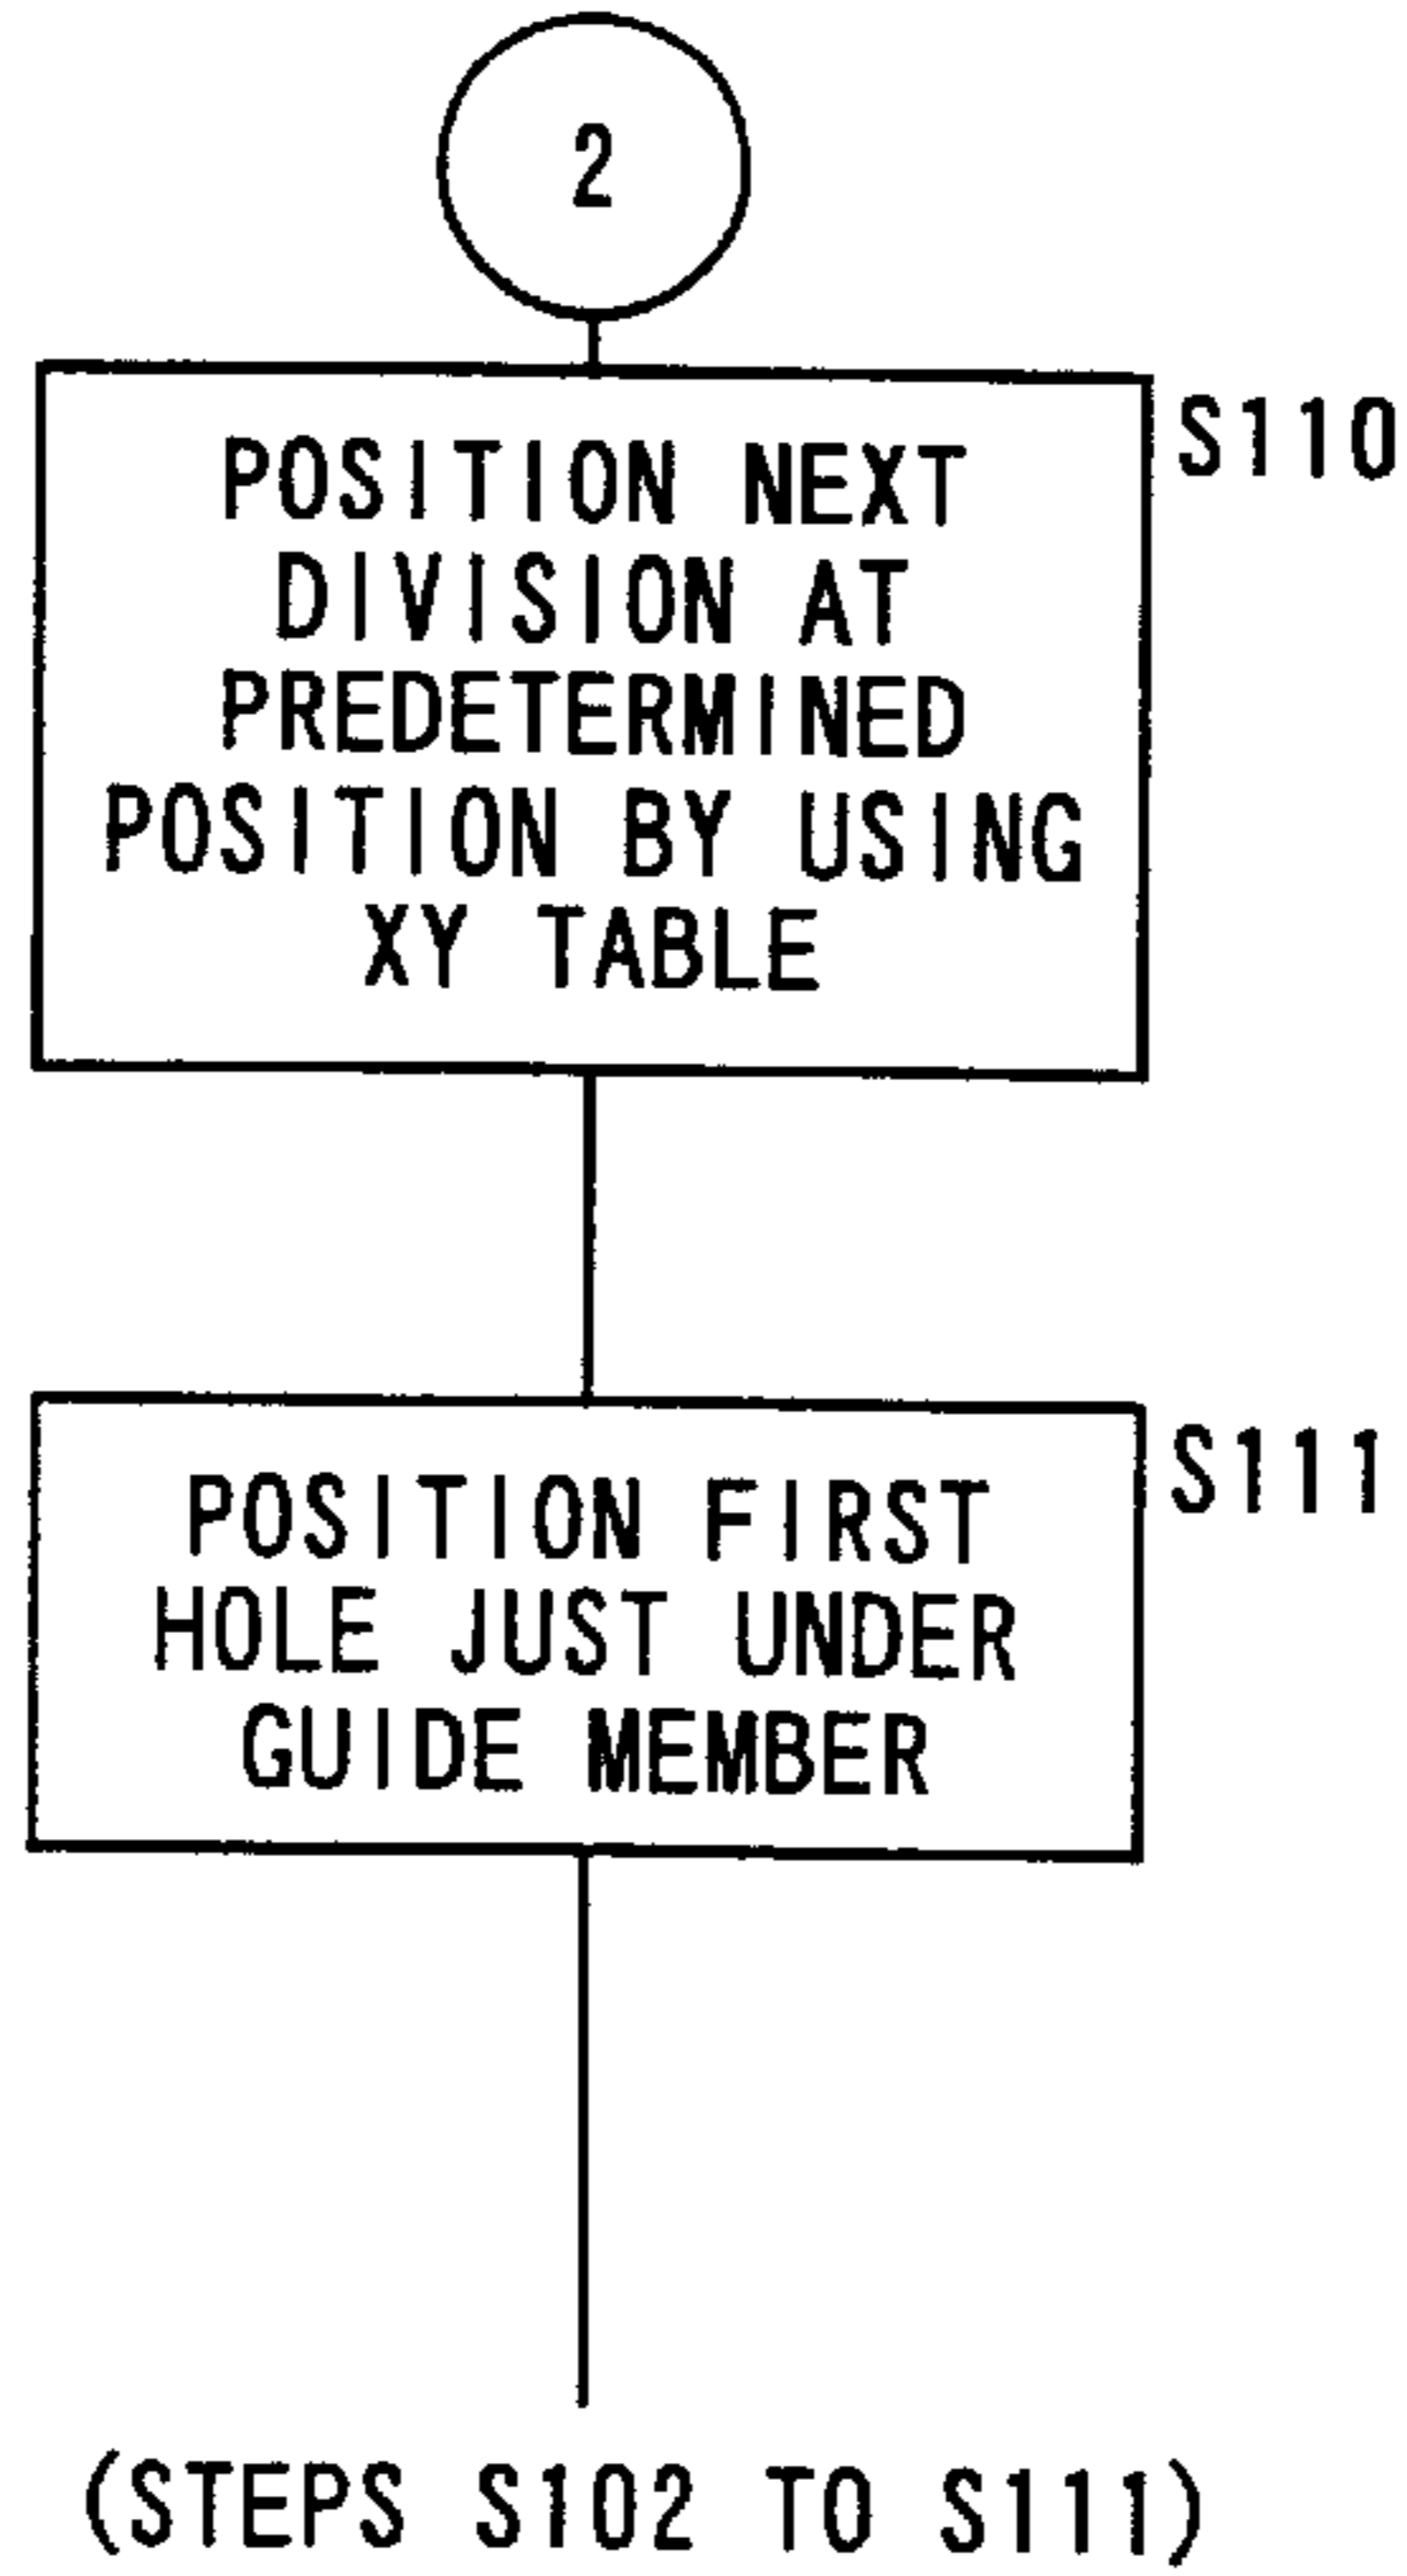 2
S110
POSITION NEXT
DIVISION AT
PREDETERMINED
POSITION BY USING
XY TABLE
S111
POSITION FIRST
HOLE JUST UNDER
GUIDE MEMBER
(STEPS S102 TO S111)